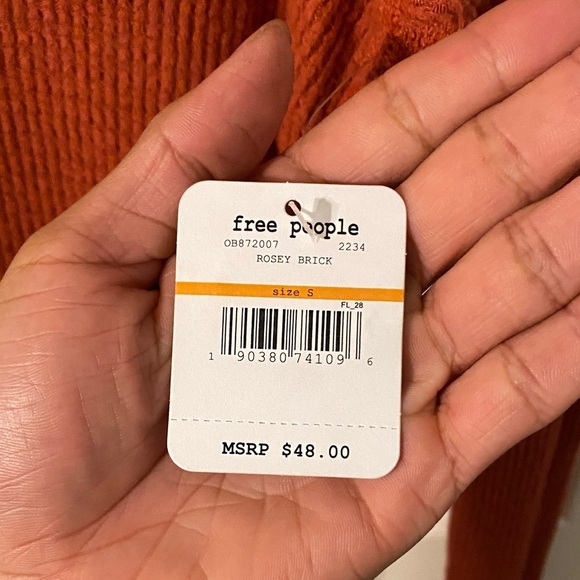 free people
OB872007 2234
ROSEY BRICK
size S
FL_28
1 90380 74109 6
MSRP $48.00